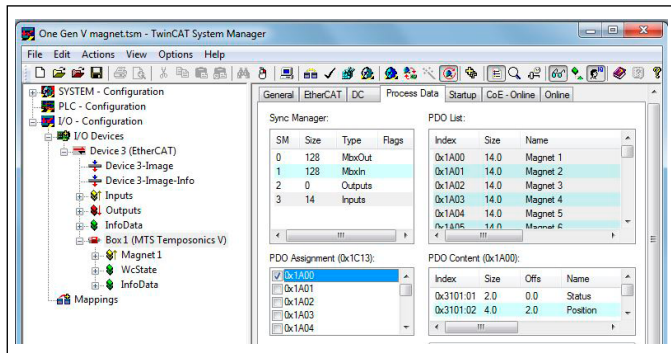 One Gen V magnet.tsm - TwinCAT System Manager
File Edit Actions View Options Help
SYSTEM - Configuration
PLC - Configuration
I/O - Configuration
I/O Devices
Device 3 (EtherCAT)
Device 3-Image
Device 3-Image-Info
Inputs
Outputs
InfoData
Box 1 (MTS Temposonics V)
Magnet 1
WcState
InfoData
Mappings
General EtherCAT DC Process Data Startup CoE - Online Online
Sync Manager:
SM Size Type Flags
0 128 MbxOut
1 128 MbxIn
2 0 Outputs
3 14 Inputs
PDO List:
Index Size Name
0x1A00 14.0 Magnet 1
0x1A01 14.0 Magnet 2
0x1A02 14.0 Magnet 3
0x1A03 14.0 Magnet 4
0x1A04 14.0 Magnet 5
0x1A05 14.0 Magnet 6
PDO Assignment (0x1C13):
0x1A00
0x1A01
0x1A02
0x1A03
0x1A04
PDO Content (0x1A00):
Index Size Offs Name
0x3101:01 2.0 0.0 Status
0x3101:02 4.0 2.0 Position